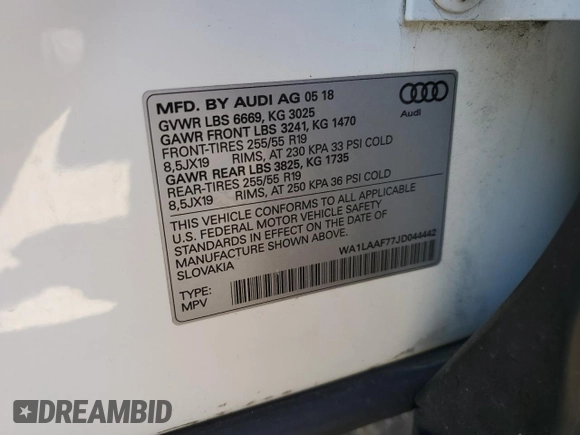 MFD. BY AUDI AG 05 18
GVWR LBS 6669, KG 3025
GAWR FRONT LBS 3241, KG 1470
FRONT-TIRES 255/55 R19
8,5JX19 RIMS, AT 230 KPA 33 PSI COLD
GAWR REAR LBS 3825, KG 1735
REAR-TIRES 255/55 R19
8,5JX19 RIMS, AT 250 KPA 36 PSI COLD
Audi
THIS VEHICLE CONFORMS TO ALL APPLICABLE
U.S. FEDERAL MOTOR VEHICLE SAFETY
STANDARDS IN EFFECT ON THE DATE OF
MANUFACTURE SHOWN ABOVE.
SLOVAKIA
WA1LAAF77JD044442
TYPE:
MPV
DREAMBID